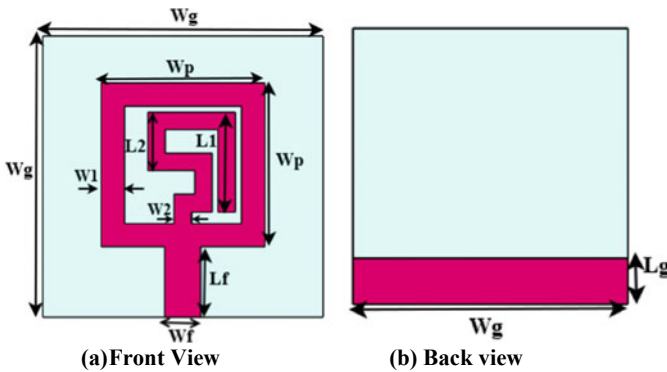 Wg
Wp
Wg
L2
L1
Wp
W1
W2
Lf
Wf
(a)Front View
Lg
Wg
(b) Back view